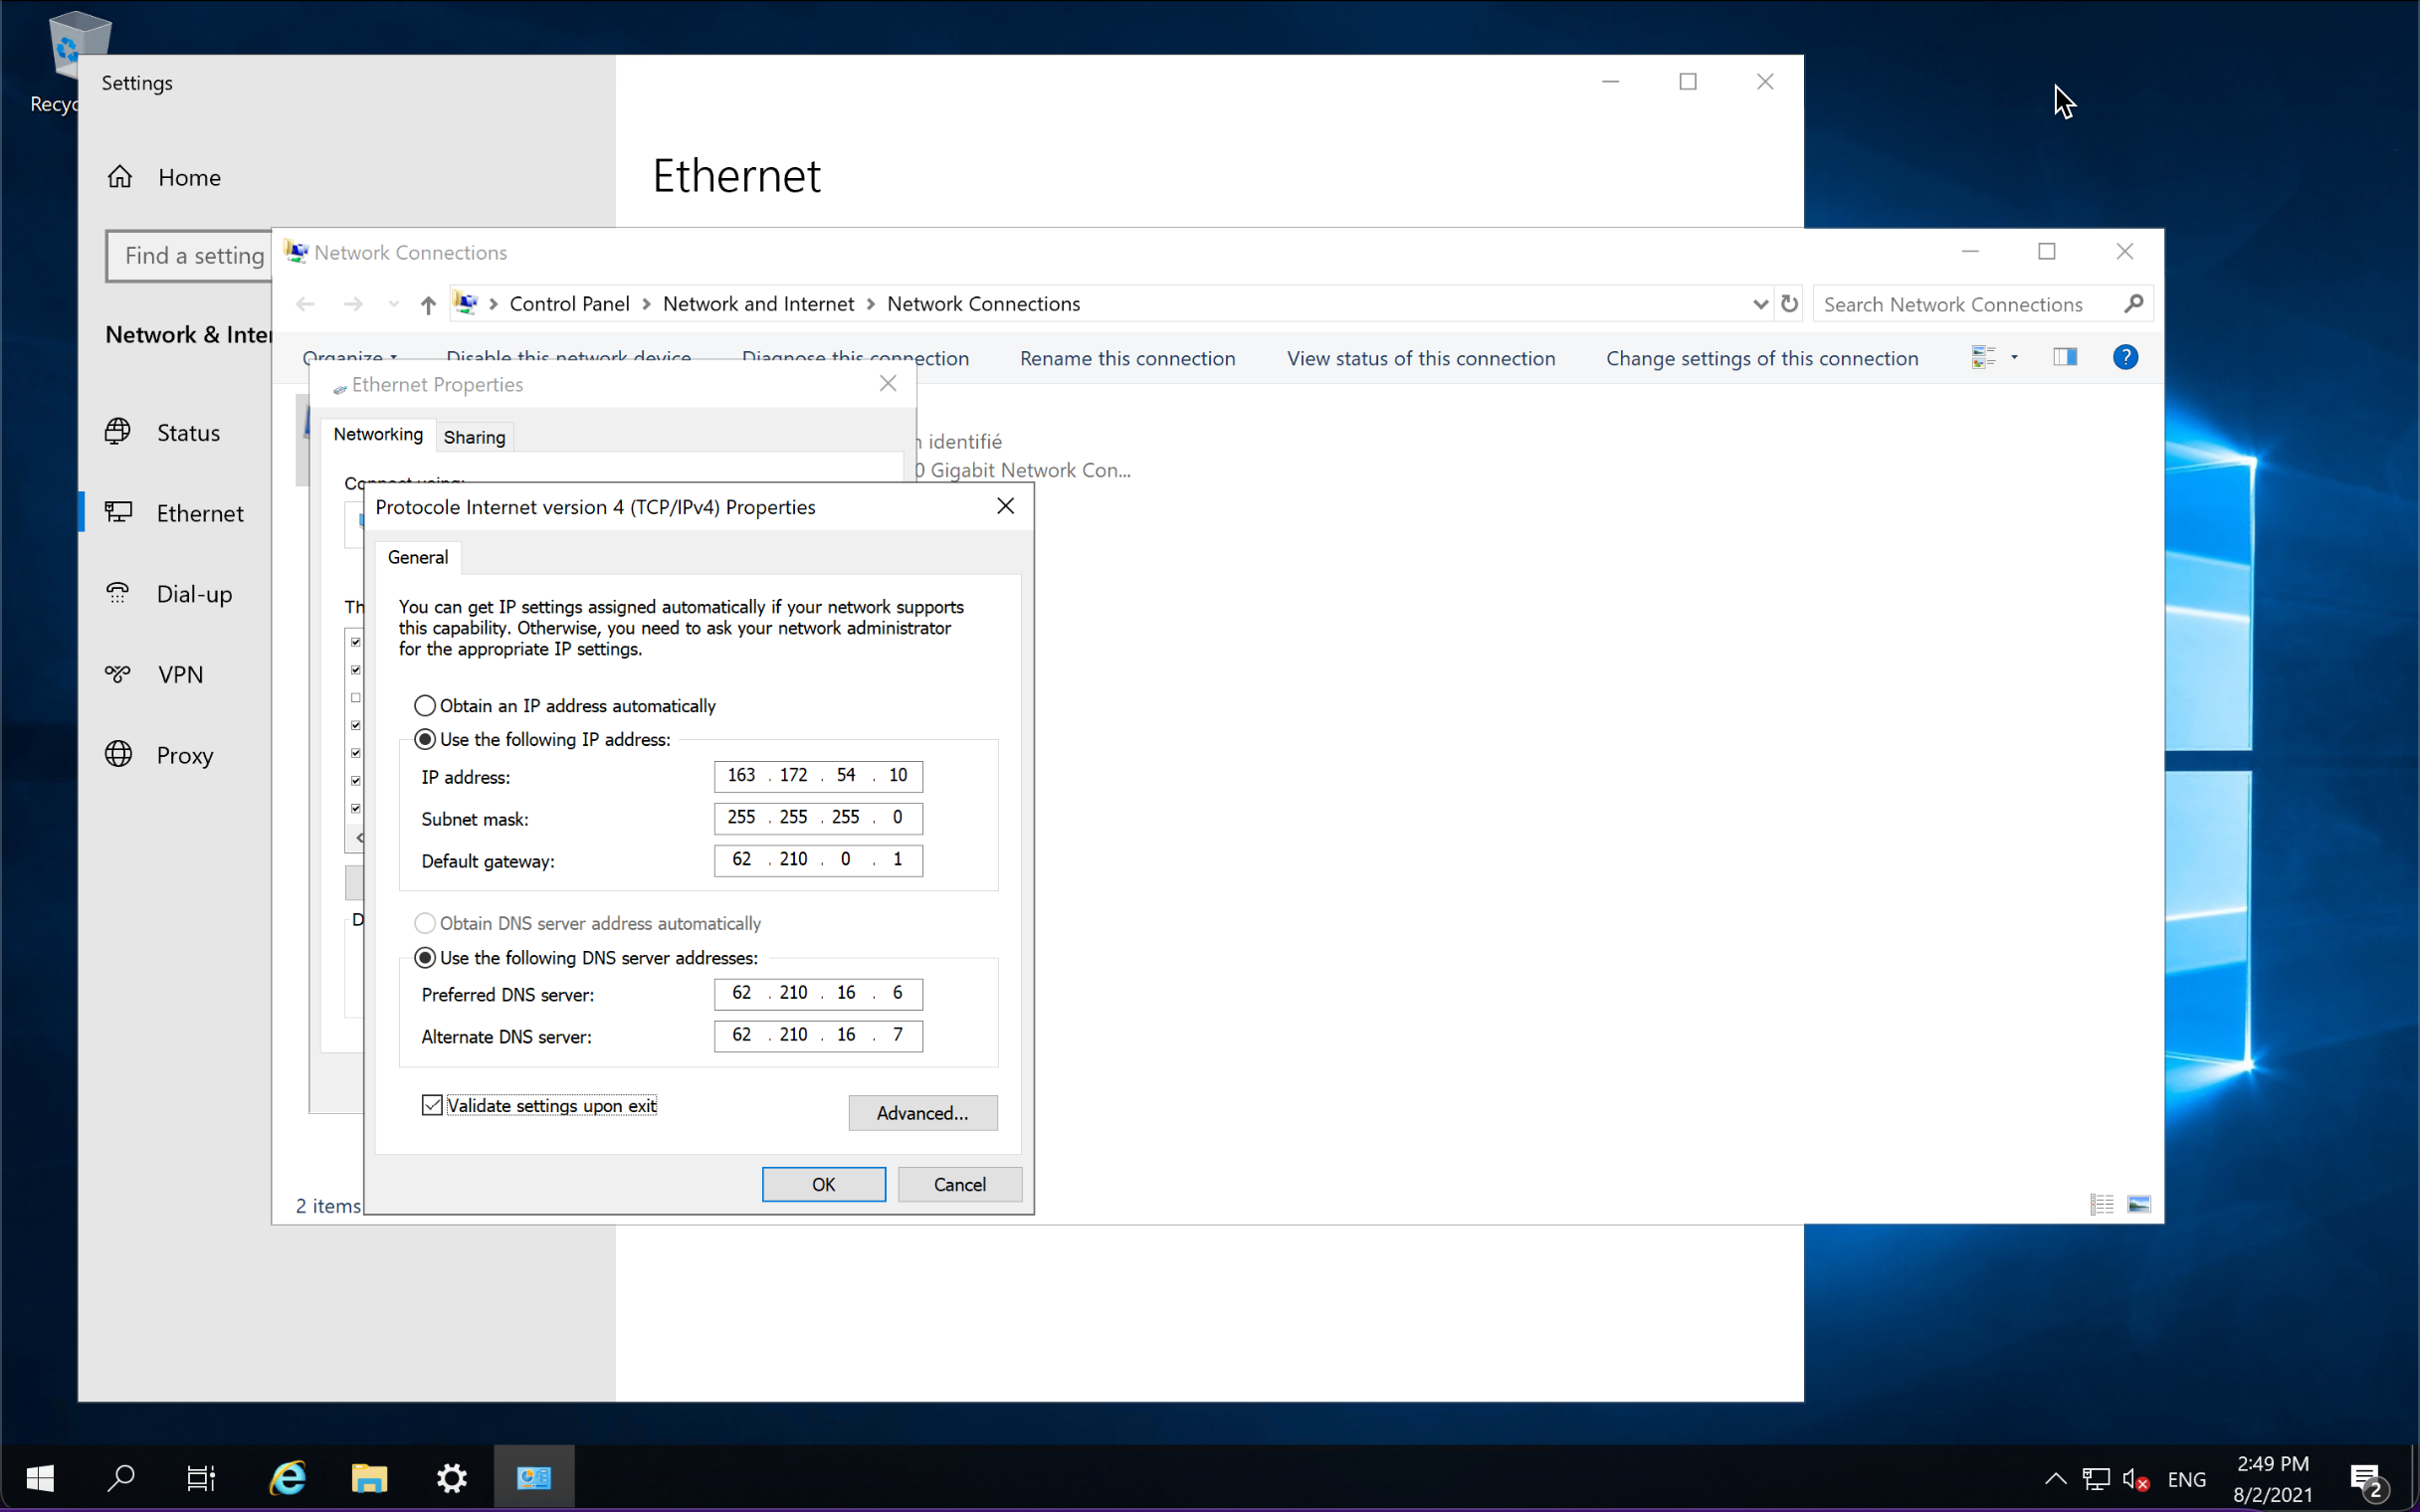 Recyc
Settings
Home
Find a setting
Network & Inter
Status
Ethernet
Dial-up
VPN
Proxy
Ethernet
Network Connections
Control Panel > Network and Internet > Network Connections
Search Network Connections
Organize
Disable this network device
Diagnose this connection
Rename this connection
View status of this connection
Change settings of this connection
identifié
0 Gigabit Network Con...
2 items
Ethernet Properties
Networking
Sharing
Connect using:
Th
D
Protocole Internet version 4 (TCP/IPv4) Properties
General
You can get IP settings assigned automatically if your network supports
this capability. Otherwise, you need to ask your network administrator
for the appropriate IP settings.
Obtain an IP address automatically
Use the following IP address:
IP address: 163 . 172 . 54 . 10
Subnet mask: 255 . 255 . 255 . 0
Default gateway: 62 . 210 . 0 . 1
Obtain DNS server address automatically
Use the following DNS server addresses:
Preferred DNS server: 62 . 210 . 16 . 6
Alternate DNS server: 62 . 210 . 16 . 7
Validate settings upon exit
Advanced...
OK
Cancel
ENG
2:49 PM
8/2/2021
2